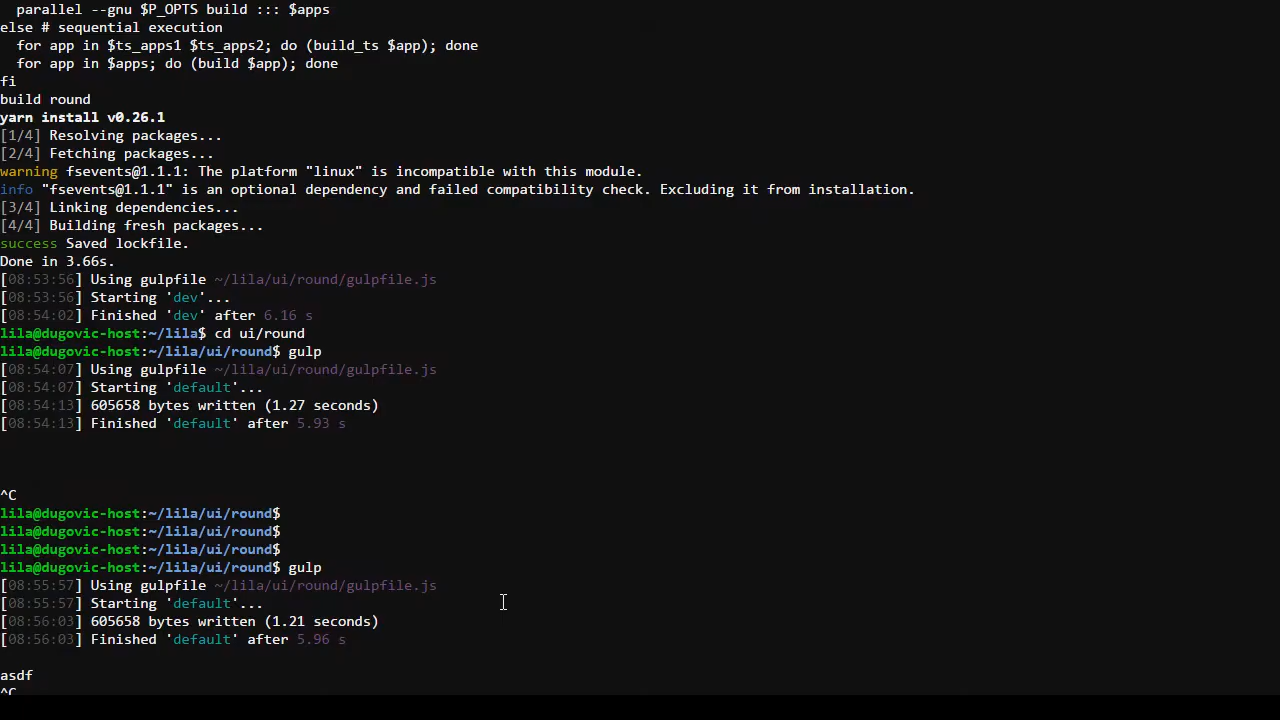 parallel --gnu $P_OPTS build ::: $apps
else # sequential execution
for app in $ts_apps1 $ts_apps2; do (build_ts $app); done
for app in $apps; do (build $app); done
fi
build round
yarn install v0.26.1
[1/4] Resolving packages...
[2/4] Fetching packages...
warning fsevents@1.1.1: The platform "linux" is incompatible with this module.
info "fsevents@1.1.1" is an optional dependency and failed compatibility check. Excluding it from installation.
[3/4] Linking dependencies...
[4/4] Building fresh packages...
success Saved lockfile.
Done in 3.66s.
[08:53:56] Using gulpfile ~/lila/ui/round/gulpfile.js
[08:53:56] Starting 'dev'...
[08:54:02] Finished 'dev' after 6.16 s
lila@dugovic-host:~/lila$ cd ui/round
lila@dugovic-host:~/lila/ui/round$ gulp
[08:54:07] Using gulpfile ~/lila/ui/round/gulpfile.js
[08:54:07] Starting 'default'...
[08:54:13] 605658 bytes written (1.27 seconds)
[08:54:13] Finished 'default' after 5.93 s
^C
lila@dugovic-host:~/lila/ui/round$
lila@dugovic-host:~/lila/ui/round$
lila@dugovic-host:~/lila/ui/round$
lila@dugovic-host:~/lila/ui/round$ gulp
[08:55:57] Using gulpfile ~/lila/ui/round/gulpfile.js
[08:55:57] Starting 'default'...
[08:56:03] 605658 bytes written (1.21 seconds)
[08:56:03] Finished 'default' after 5.96 s
asdf
^C